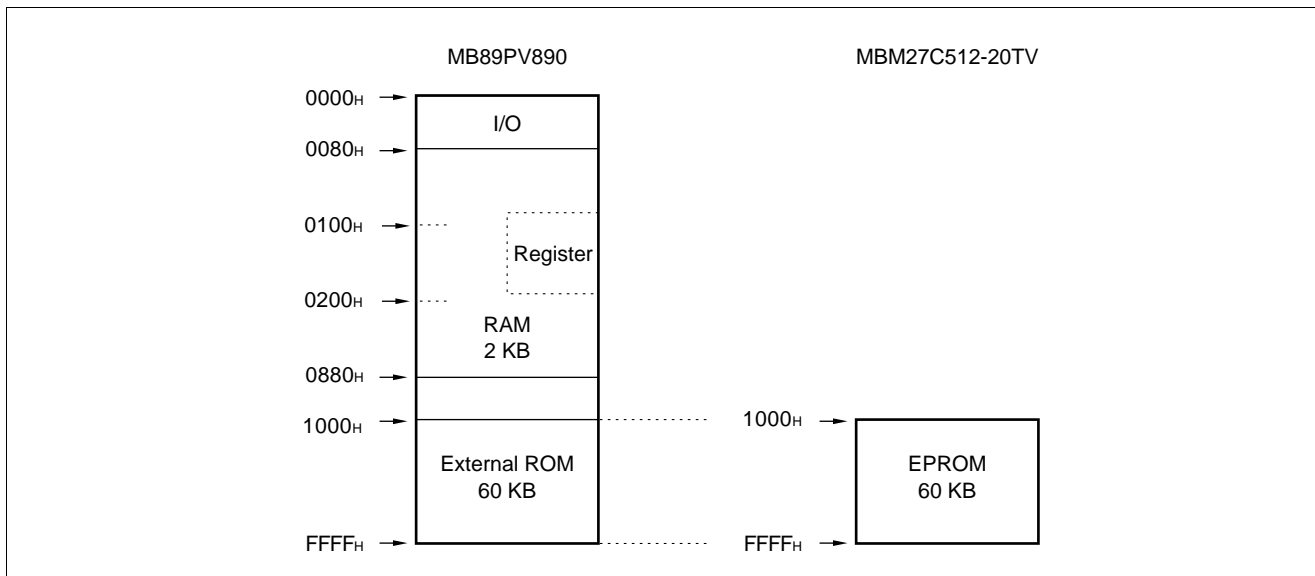 MB89PV890 MBM27C512-20TV
0000H
I/O
0080H
0100H
Register
0200H
RAM
2 KB
0880H
1000H 1000H
External ROM EPROM
60 KB 60 KB
FFFFH FFFFH